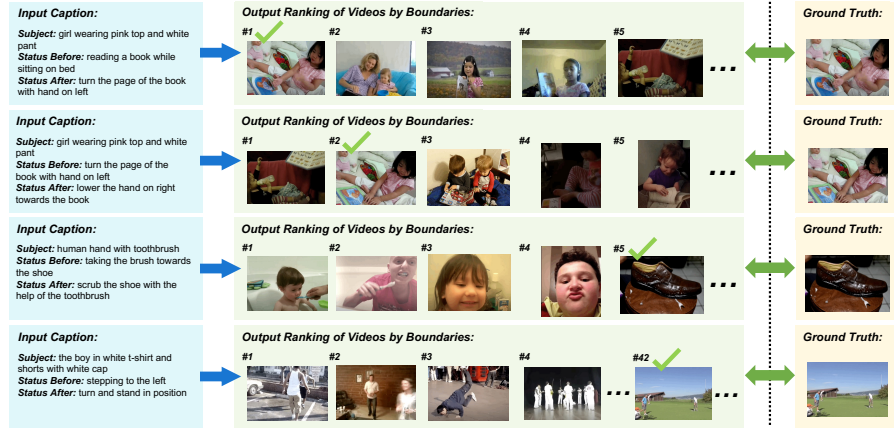 Input Caption:
Subject: girl wearing pink top and white
pant
Status Before: reading a book while
sitting on bed
Status After: turn the page of the book
with hand on left
Output Ranking of Videos by Boundaries:
#1 #2 #3 #4 #5
...
Ground Truth:
Input Caption:
Subject: girl wearing pink top and white
pant
Status Before: turn the page of the
book with hand on left
Status After: lower the hand on right
towards the book
Output Ranking of Videos by Boundaries:
#1 #2 #3 #4 #5
...
Ground Truth:
Input Caption:
Subject: human hand with toothbrush
Status Before: taking the brush towards
the shoe
Status After: scrub the shoe with the
help of the toothbrush
Output Ranking of Videos by Boundaries:
#1 #2 #3 #4 #5
...
Ground Truth:
Input Caption:
Subject: the boy in white t-shirt and
shorts with white cap
Status Before: stepping to the left
Status After: turn and stand in position
Output Ranking of Videos by Boundaries:
#1 #2 #3 #4 #42
... ...
Ground Truth: